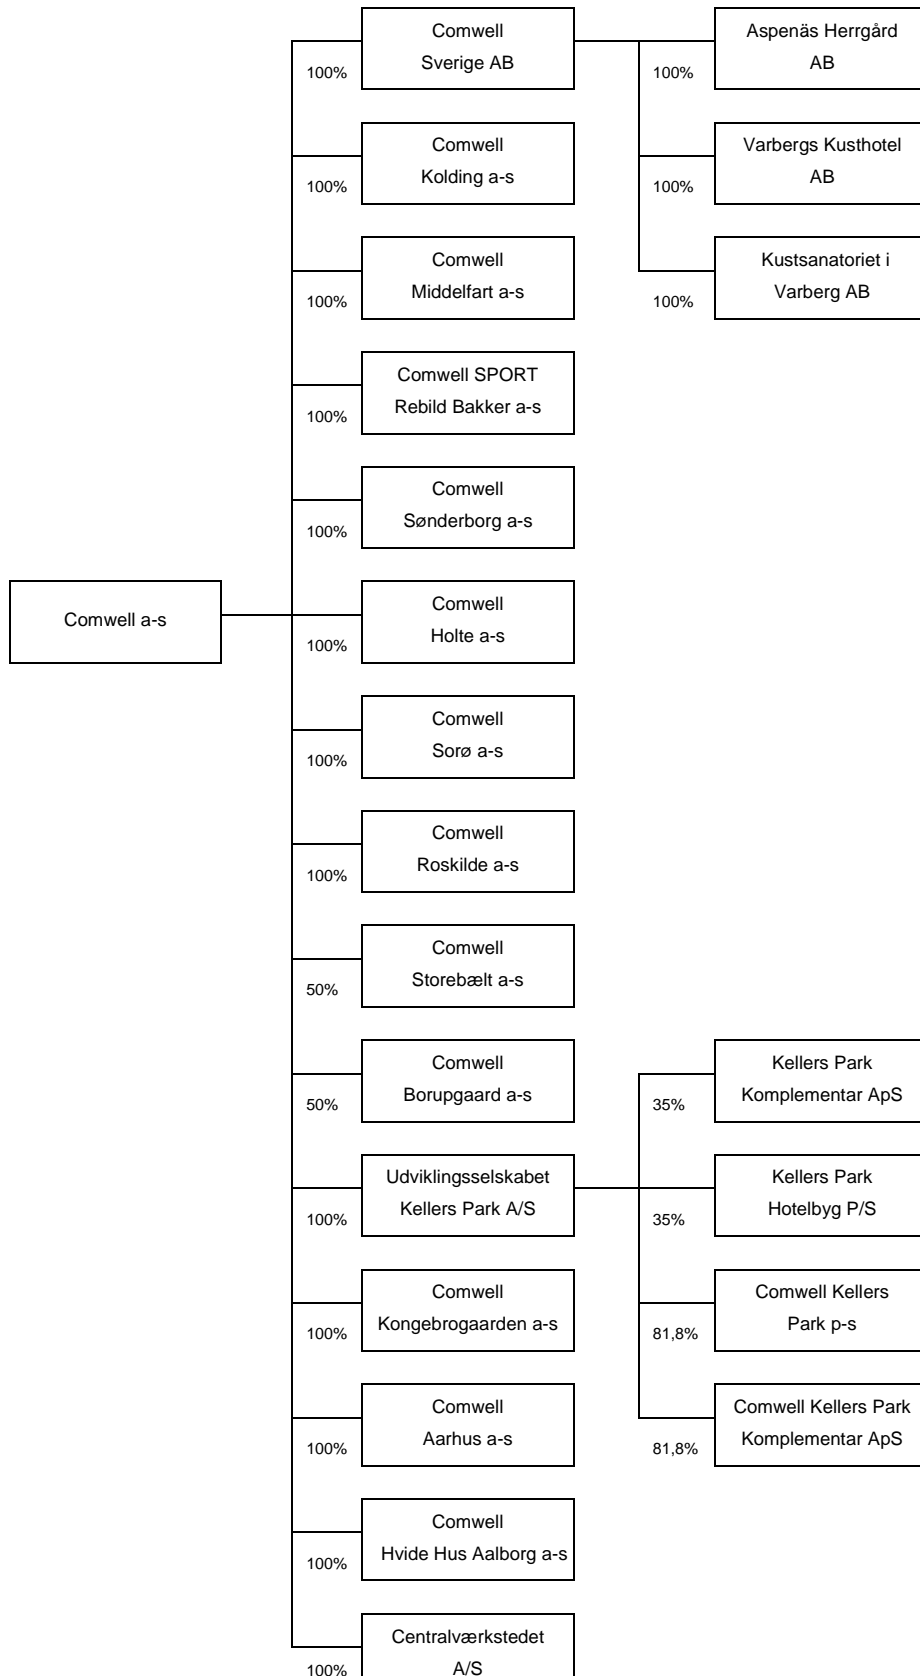 Comwell
Sverige AB
100%
Aspenäs Herrgård
AB
100%
Comwell
Kolding a-s
100%
Varbergs Kusthotel
AB
100%
Comwell
Middelfart a-s
100%
Kustsanatoriet i
Varberg AB
100%
Comwell SPORT
Rebild Bakker a-s
100%
Comwell
Sønderborg a-s
100%
Comwell a-s
Comwell
Holte a-s
100%
Comwell
Sorø a-s
100%
Comwell
Roskilde a-s
100%
Comwell
Storebælt a-s
50%
Comwell
Borupgaard a-s
50%
Kellers Park
Komplementar ApS
35%
Udviklingsselskabet
Kellers Park A/S
100%
Kellers Park
Hotelbyg P/S
35%
Comwell
Kongebrogaarden a-s
100%
Comwell Kellers
Park p-s
81,8%
Comwell
Aarhus a-s
100%
Comwell Kellers Park
Komplementar ApS
81,8%
Comwell
Hvide Hus Aalborg a-s
100%
Centralværkstedet
A/S
100%